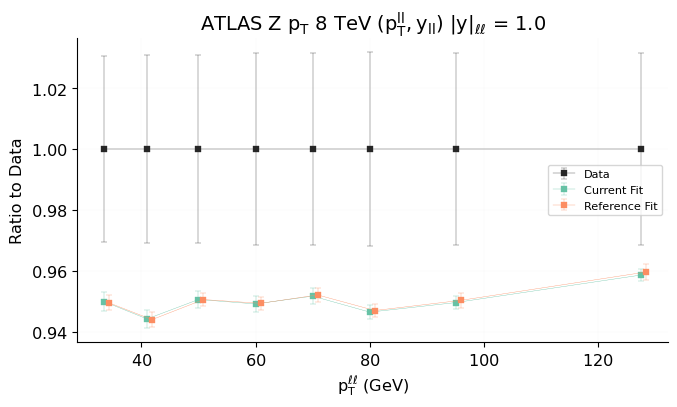 ATLAS Z p_T 8 TeV (p_T^ll, y_ll) |y|_ℓℓ = 1.0
Ratio to Data
1.02
1.00
0.98
0.96
0.94
Data
Current Fit
Reference Fit
40 60 80 100 120
p_T^ℓℓ (GeV)